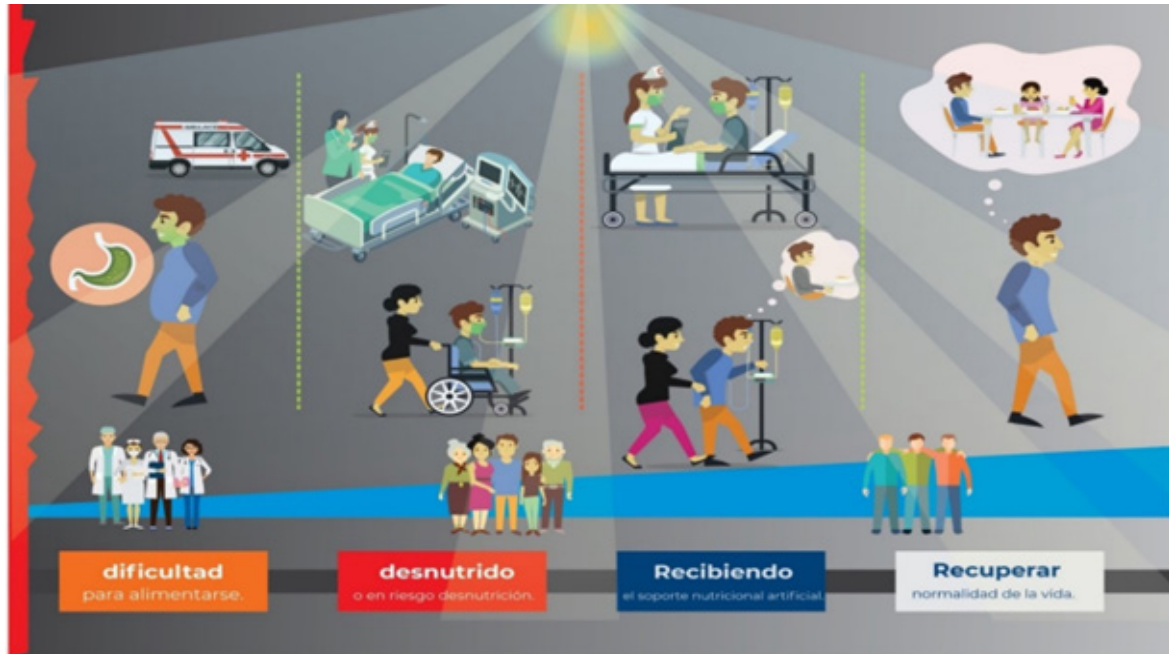 dificultad
para alimentarse.
desnutrido
o en riesgo desnutrición.
Recibiendo
el soporte nutricional artificial.
Recuperar
normalidad de la vida.